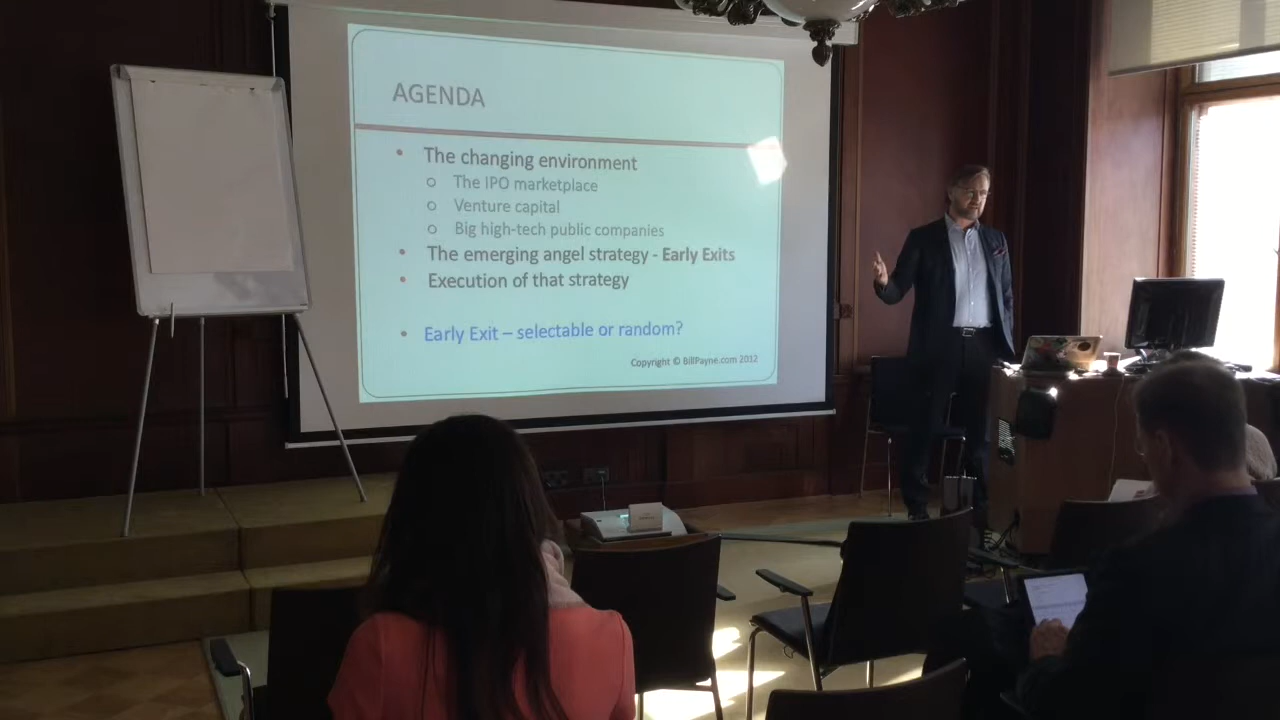 AGENDA
• The changing environment
o The IPO marketplace
o Venture capital
o Big high-tech public companies
• The emerging angel strategy - Early Exits
• Execution of that strategy
• Early Exit – selectable or random?
Copyright © BillPayne.com 2012